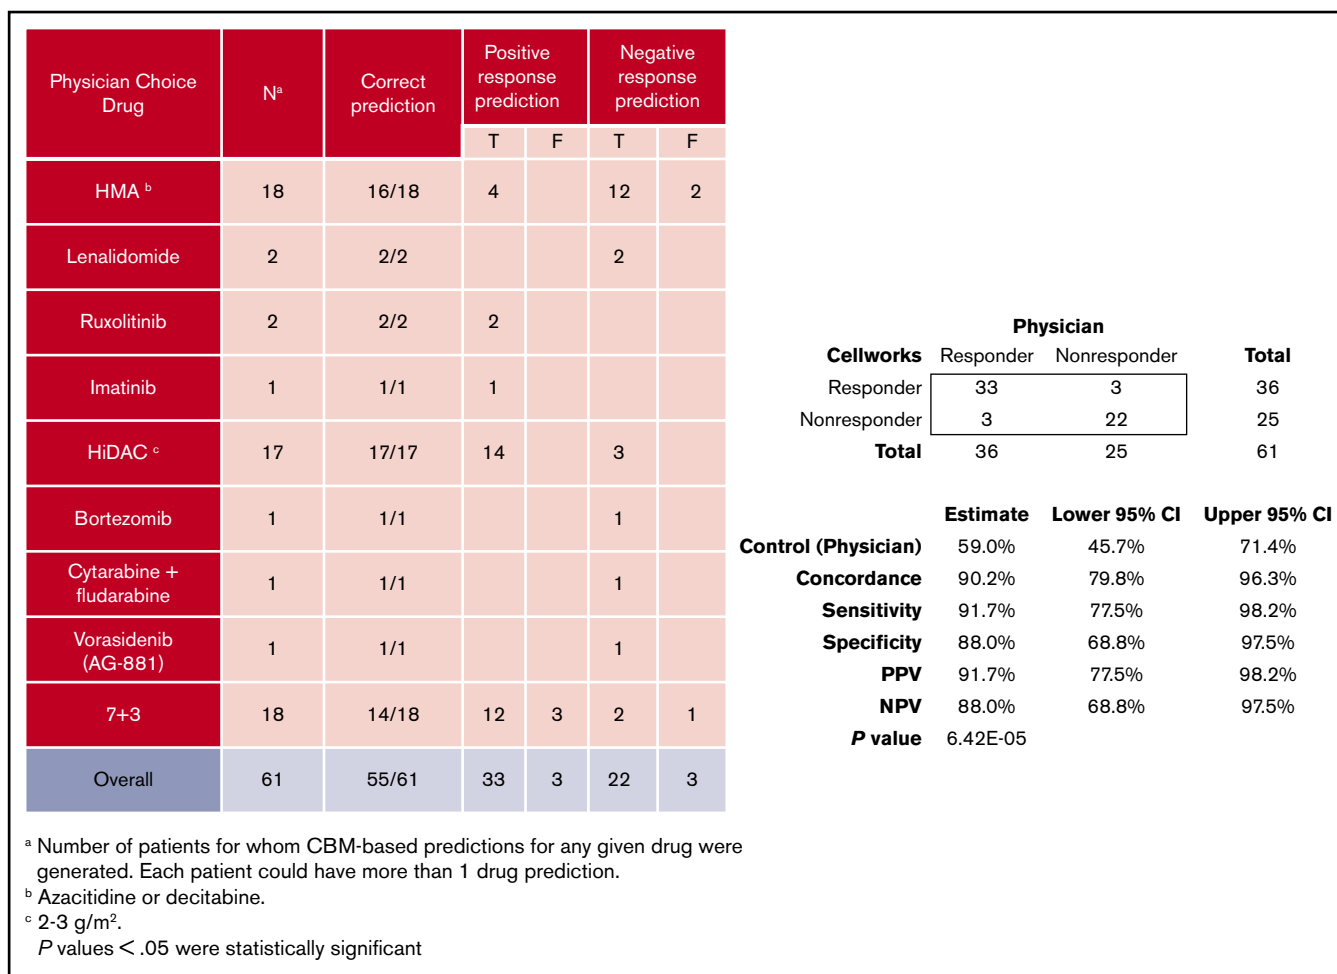 Physician Choice
Drug
Nª
Correct
prediction
Positive
response
prediction
Negative
response
prediction
T F T F
HMA ᵇ 18 16/18 4 12 2
Lenalidomide 2 2/2 2
Ruxolitinib 2 2/2 2
Imatinib 1 1/1 1
HiDAC ᶜ 17 17/17 14 3
Bortezomib 1 1/1 1
Cytarabine +
fludarabine
1 1/1 1
Vorasidenib
(AG-881)
1 1/1 1
7+3 18 14/18 12 3 2 1
Overall 61 55/61 33 3 22 3
ª Number of patients for whom CBM-based predictions for any given drug were
generated. Each patient could have more than 1 drug prediction.
ᵇ Azacitidine or decitabine.
ᶜ 2-3 g/m².
P values < .05 were statistically significant
Physician
Cellworks Responder Nonresponder Total
Responder 33 3 36
Nonresponder 3 22 25
Total 36 25 61
Estimate Lower 95% CI Upper 95% CI
Control (Physician) 59.0% 45.7% 71.4%
Concordance 90.2% 79.8% 96.3%
Sensitivity 91.7% 77.5% 98.2%
Specificity 88.0% 68.8% 97.5%
PPV 91.7% 77.5% 98.2%
NPV 88.0% 68.8% 97.5%
P value 6.42E-05